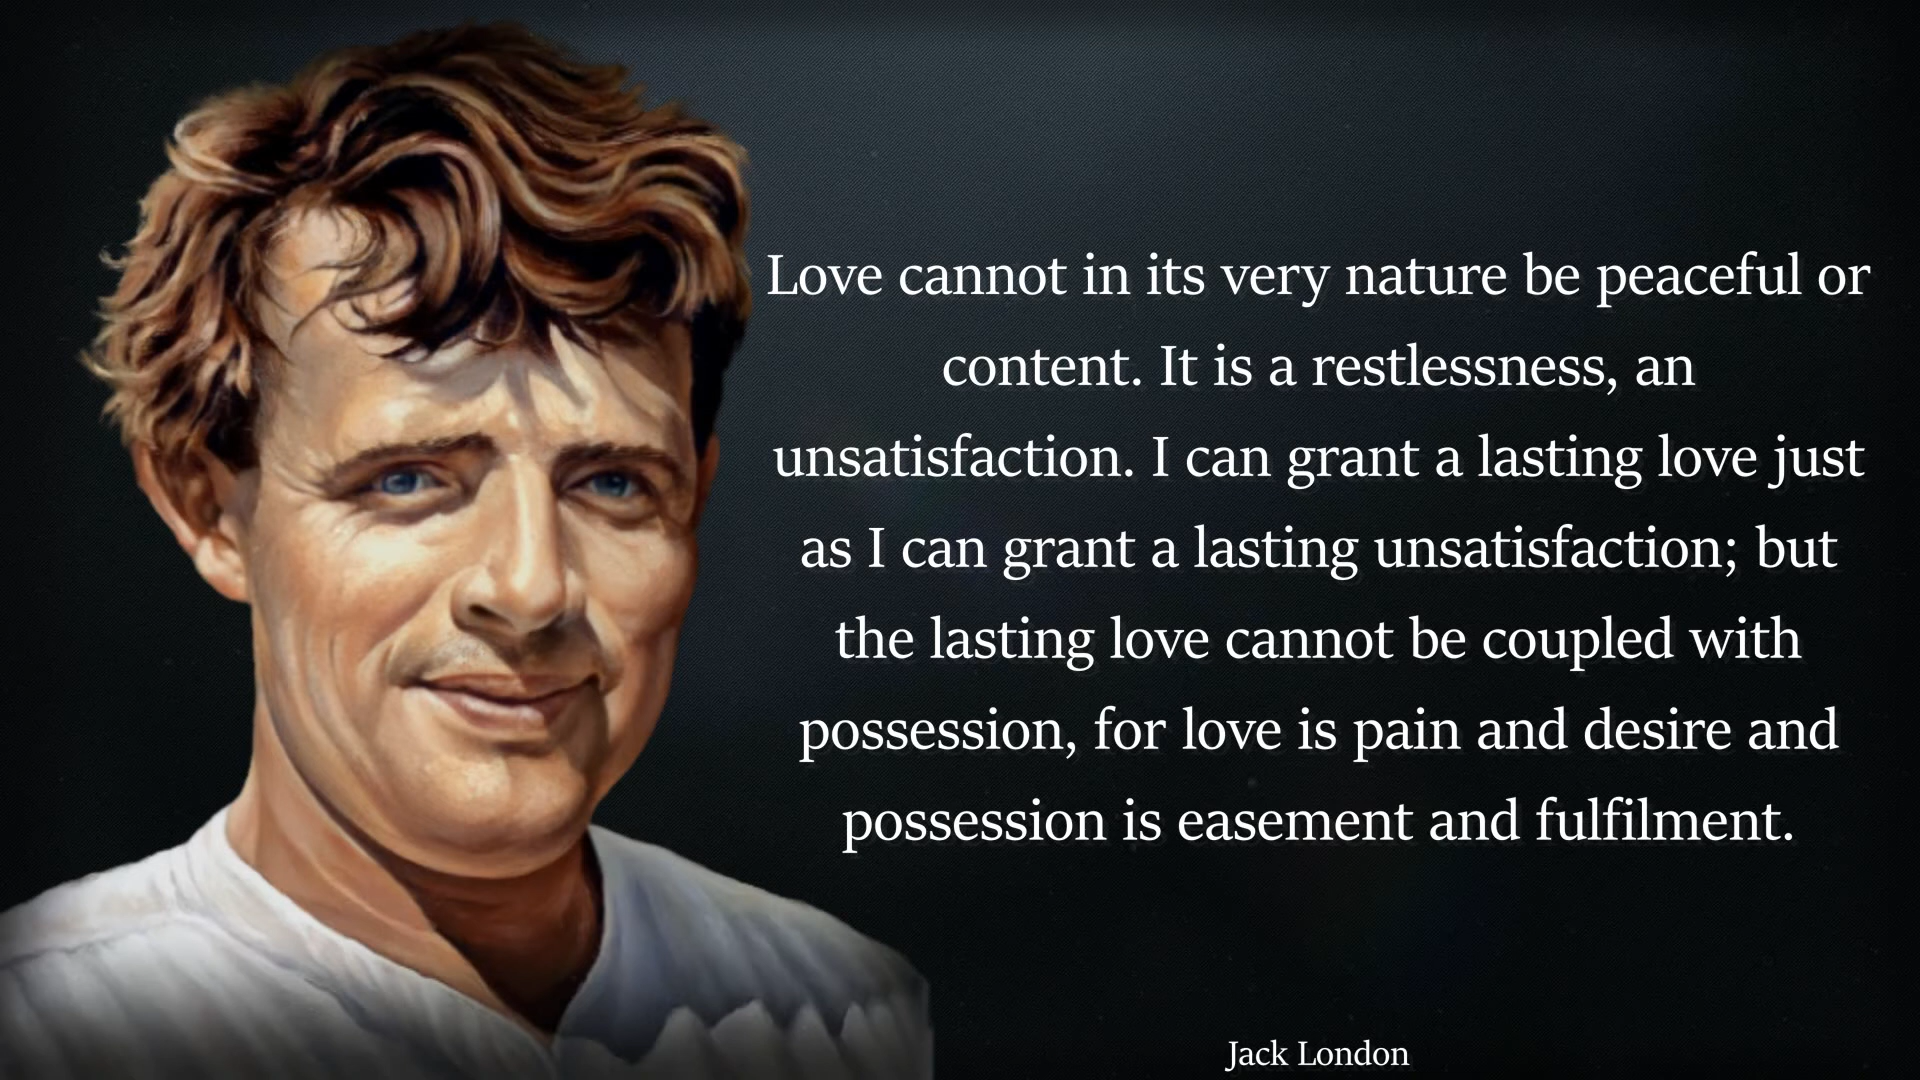 Love cannot in its very nature be peaceful or
content. It is a restlessness, an
unsatisfaction. I can grant a lasting love just
as I can grant a lasting unsatisfaction; but
the lasting love cannot be coupled with
possession, for love is pain and desire and
possession is easement and fulfilment.
Jack London